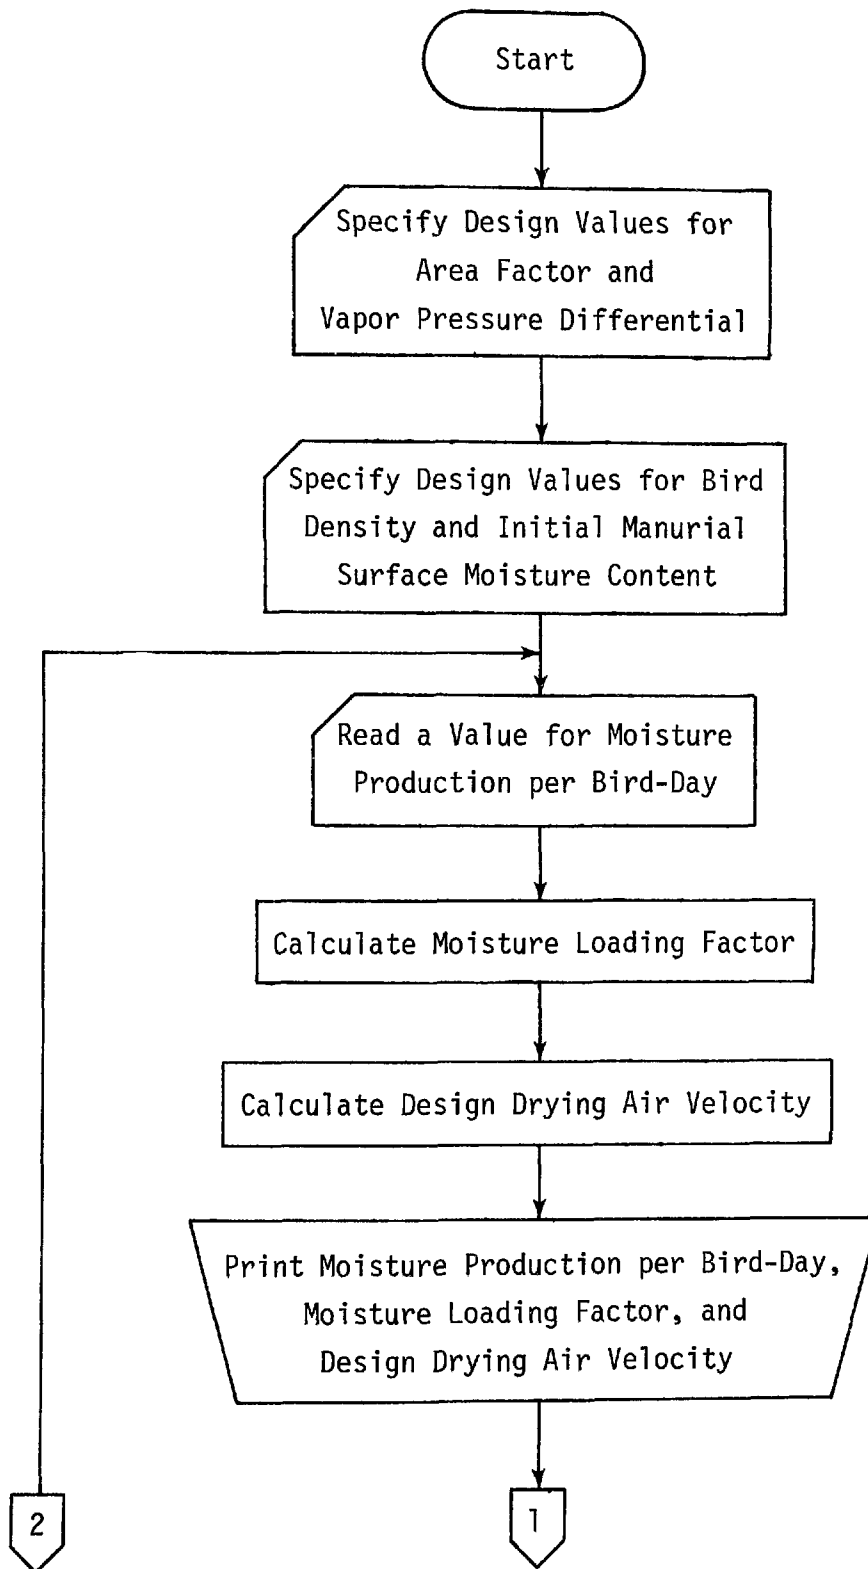 Start
Specify Design Values for
Area Factor and
Vapor Pressure Differential
Specify Design Values for Bird
Density and Initial Manurial
Surface Moisture Content
Read a Value for Moisture
Production per Bird-Day
Calculate Moisture Loading Factor
Calculate Design Drying Air Velocity
Print Moisture Production per Bird-Day,
Moisture Loading Factor, and
Design Drying Air Velocity
2
1